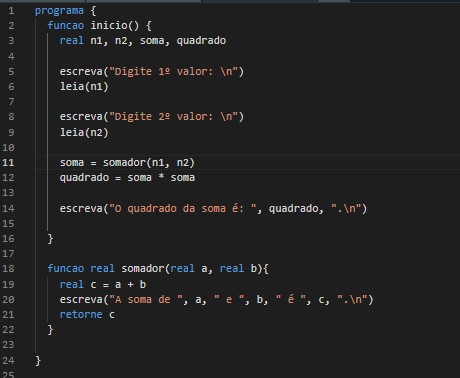 1 programa {
2 funcao inicio() {
3 real n1, n2, soma, quadrado
4
5 escreva("Digite 1º valor: \n")
6 leia(n1)
7
8 escreva("Digite 2º valor: \n")
9 leia(n2)
10
11 soma = somador(n1, n2)
12 quadrado = soma * soma
13
14 escreva("O quadrado da soma é: ", quadrado, ".\n")
15
16 }
17
18 funcao real somador(real a, real b){
19 real c = a + b
20 escreva("A soma de ", a, " e ", b, " é ", c, ".\n")
21 retorne c
22 }
23
24 }
25